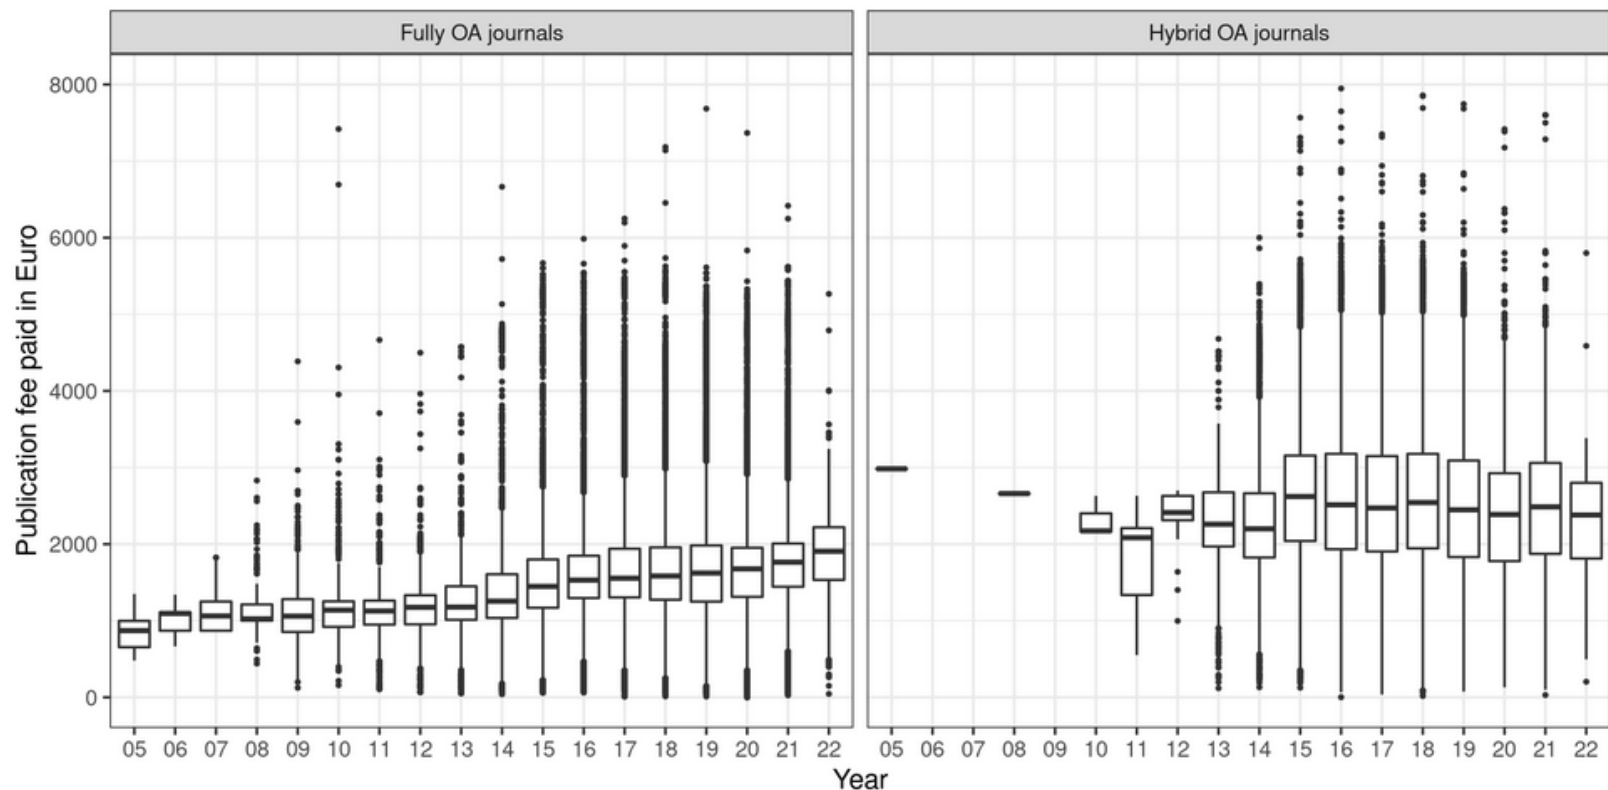 Fully OA journals
Hybrid OA journals
Publication fee paid in Euro
8000
6000
4000
2000
0
05 06 07 08 09 10 11 12 13 14 15 16 17 18 19 20 21 22
05 06 07 08 09 10 11 12 13 14 15 16 17 18 19 20 21 22
Year